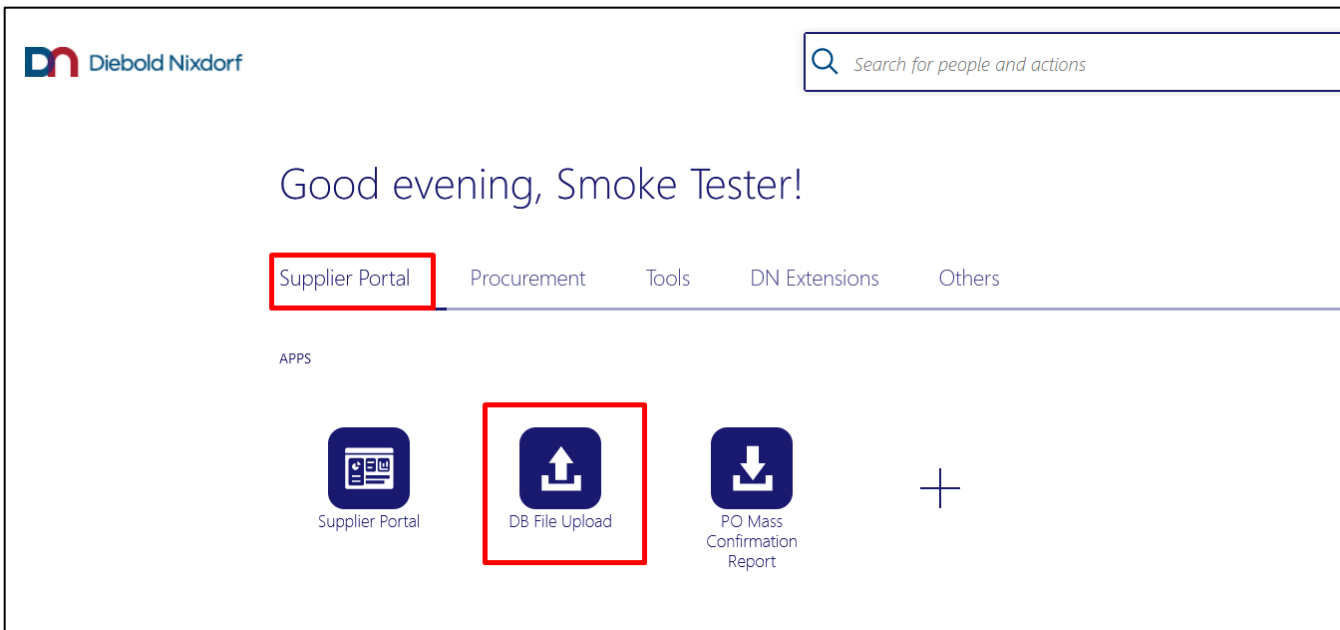 Diebold Nixdorf
Search for people and actions
Good evening, Smoke Tester!
Supplier Portal Procurement Tools DN Extensions Others
APPS
Supplier Portal DB File Upload PO Mass
Confirmation
Report